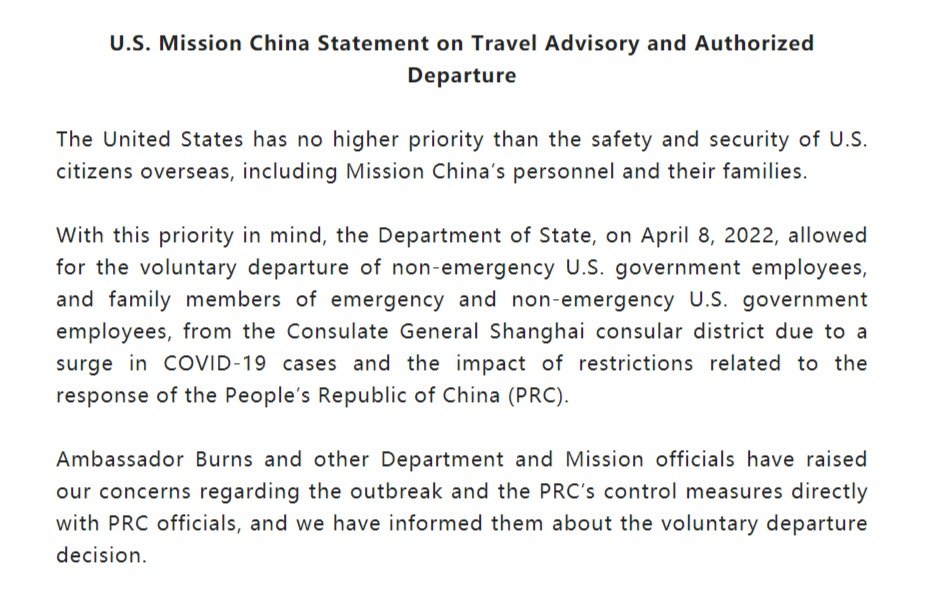 U.S. Mission China Statement on Travel Advisory and Authorized
Departure
The United States has no higher priority than the safety and security of U.S.
citizens overseas, including Mission China’s personnel and their families.
With this priority in mind, the Department of State, on April 8, 2022, allowed
for the voluntary departure of non-emergency U.S. government employees,
and family members of emergency and non-emergency U.S. government
employees, from the Consulate General Shanghai consular district due to a
surge in COVID-19 cases and the impact of restrictions related to the
response of the People’s Republic of China (PRC).
Ambassador Burns and other Department and Mission officials have raised
our concerns regarding the outbreak and the PRC’s control measures directly
with PRC officials, and we have informed them about the voluntary departure
decision.